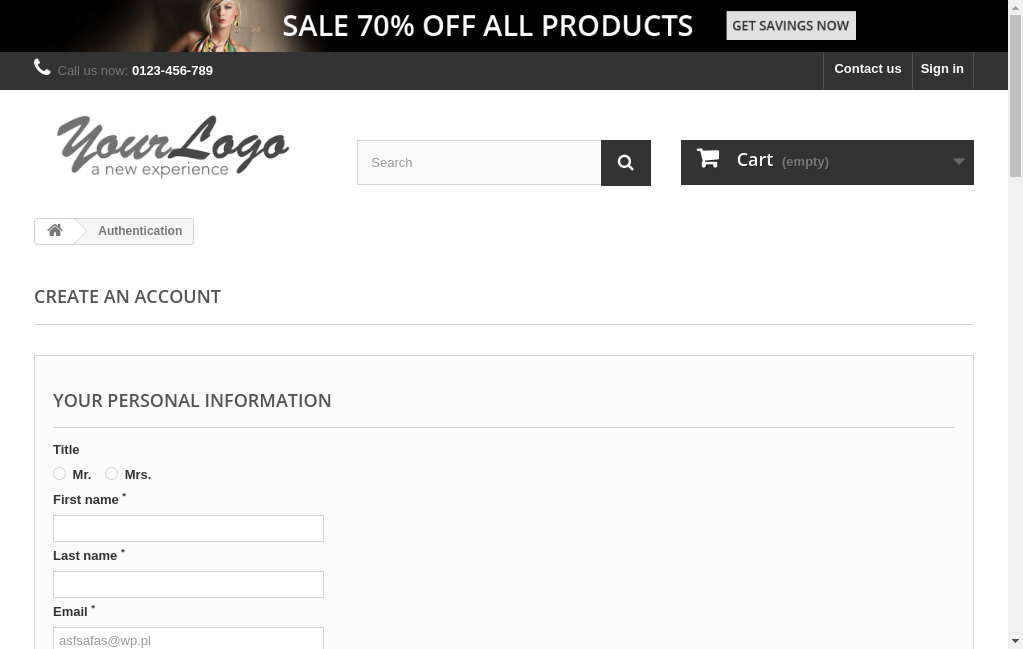 SALE 70% OFF ALL PRODUCTS GET SAVINGS NOW
Call us now: 0123-456-789 Contact us Sign in
YourLogo
a new experience
Search
Cart (empty)
Authentication
CREATE AN ACCOUNT
YOUR PERSONAL INFORMATION
Title
Mr. Mrs.
First name *
Last name *
Email *
asfsafas@wp.pl